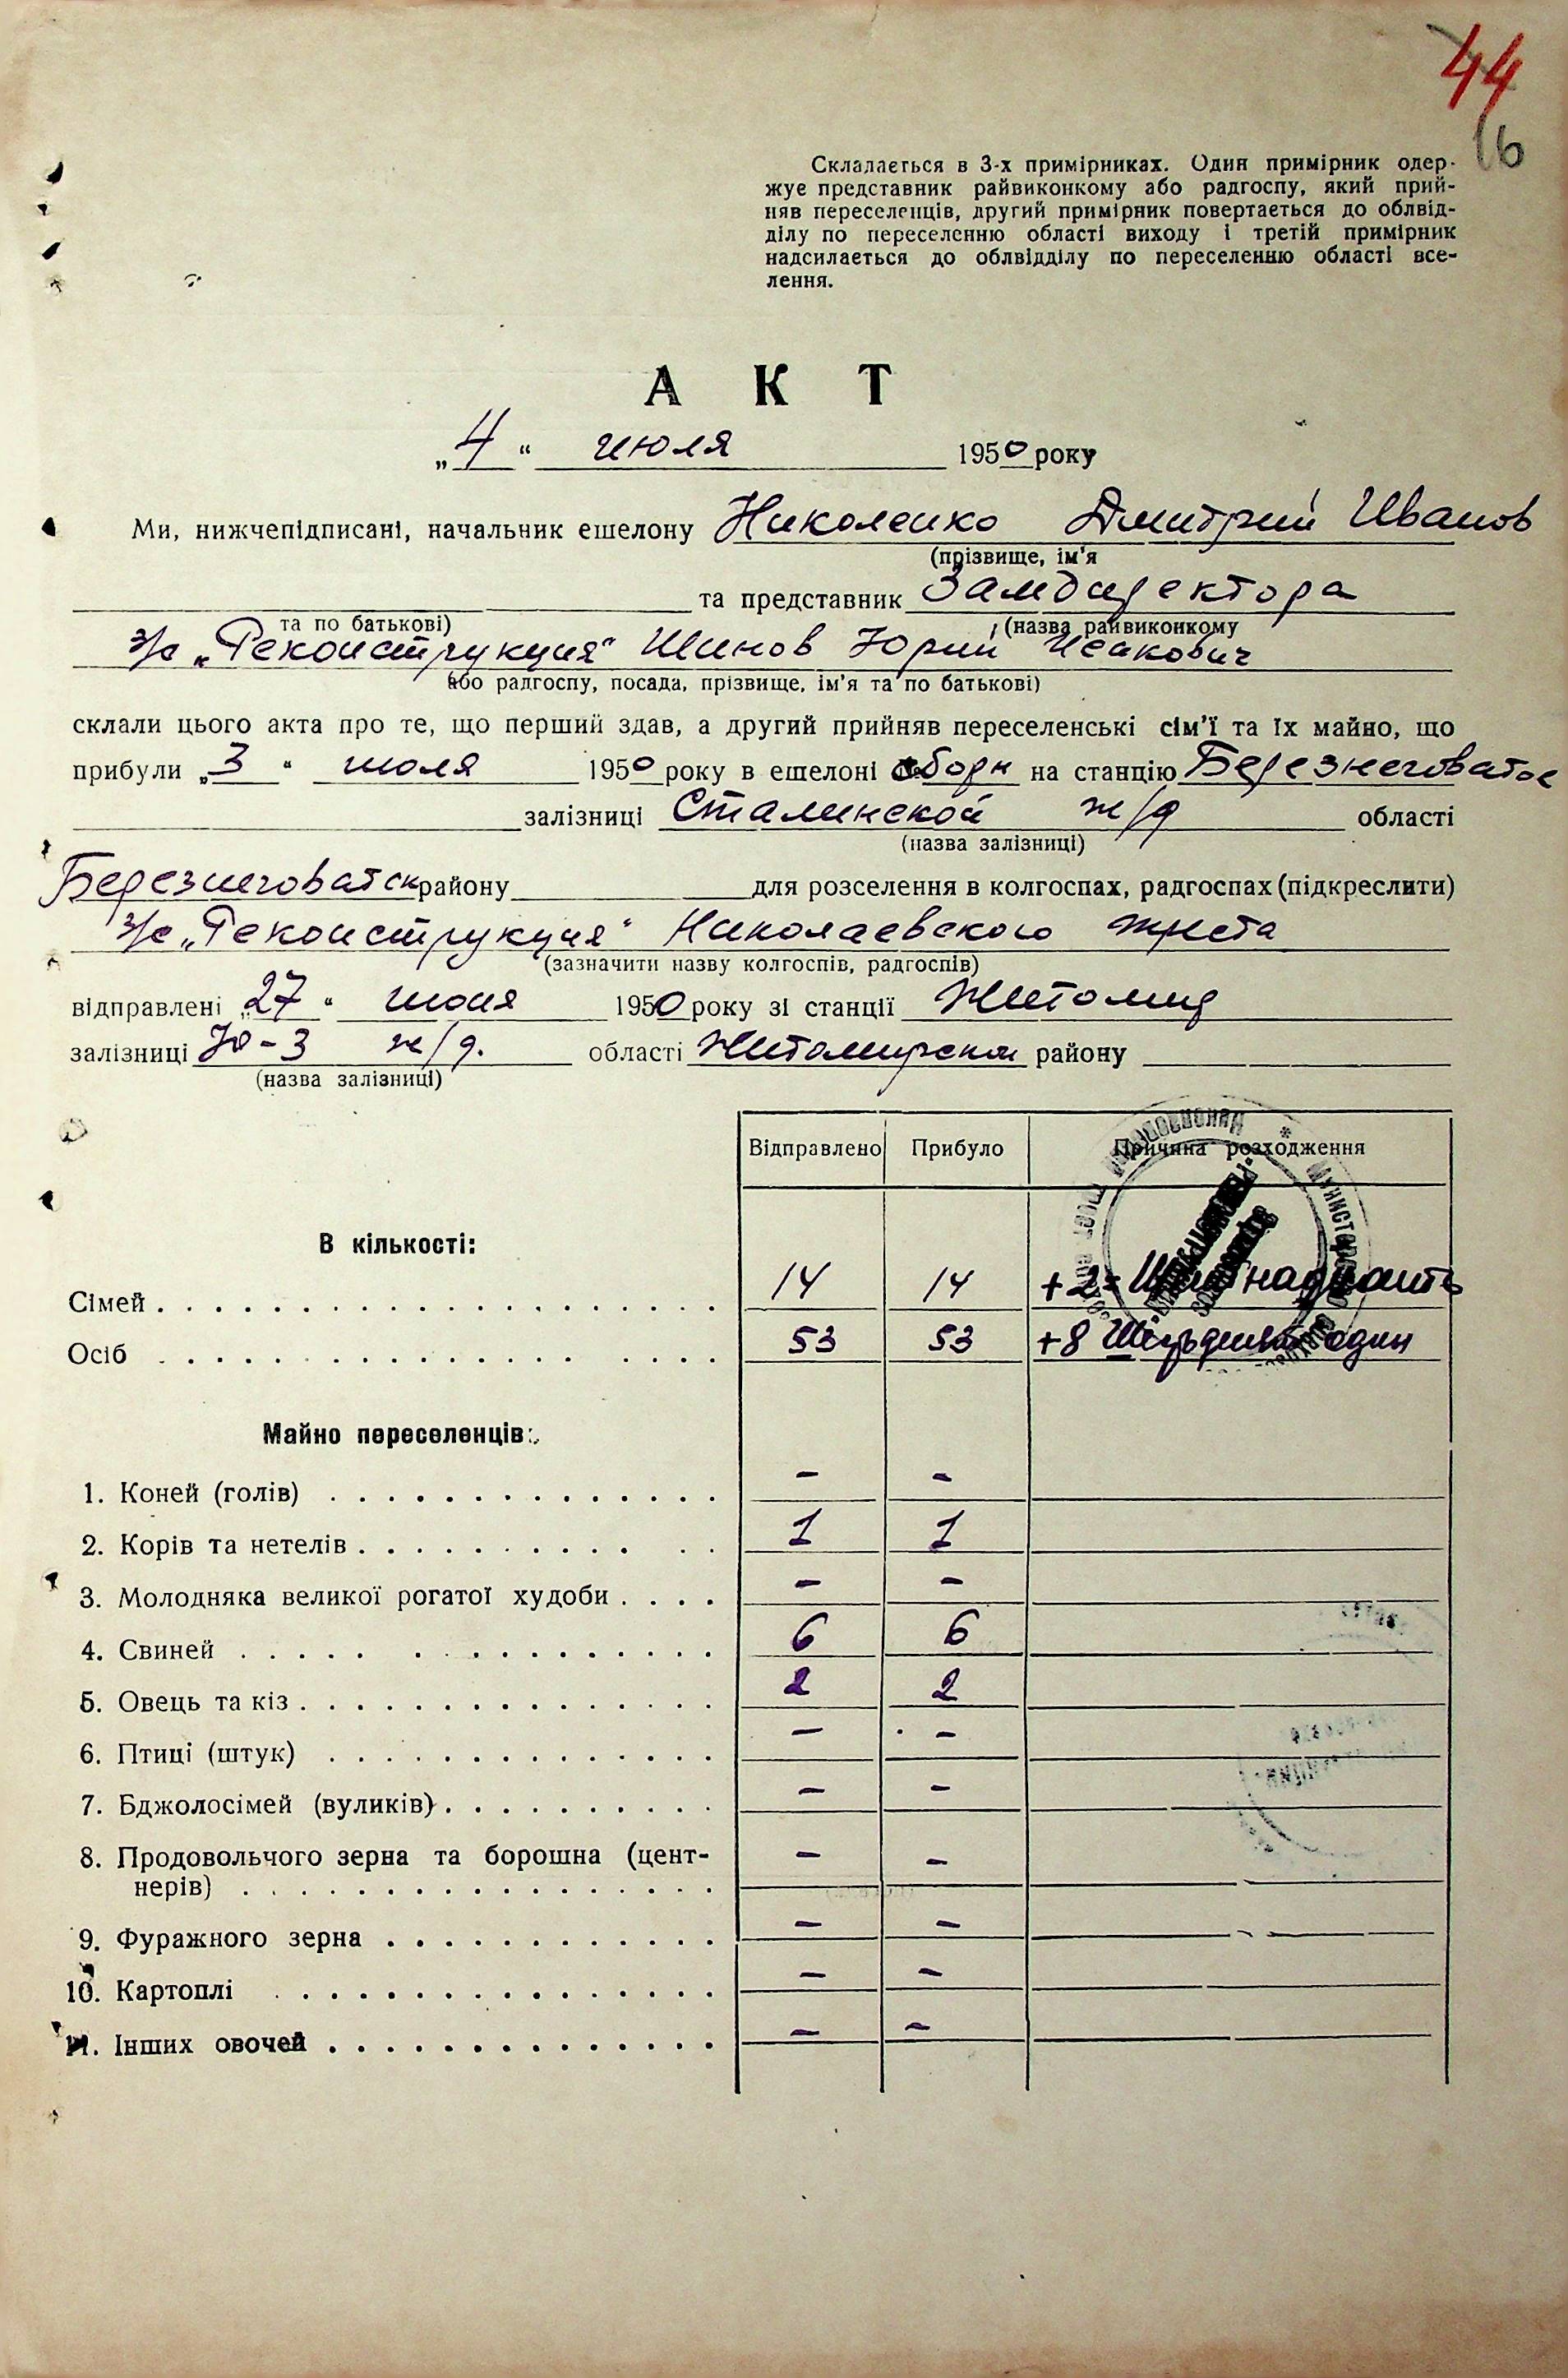 44
16
Складається в 3-х примірниках. Один примірник одер-
жує представник райвиконкому або радгоспу, який прий-
няв переселенців, другий примірник повертається до облвід-
ділу по переселенню області виходу і третій примірник
надсилається до облвідділу по переселенню області все-
лення.
АКТ
„4“ июля 1950 року
Ми, нижчепідписані, начальник ешелону Николенко Дмитрий Иванов
(прізвище, ім'я
та представник Замдиректора
та по батькові) (назва райвиконкому
з/с „Реконструкция“ Шинов Юрий Исакович
або радгоспу, посада, прізвище, ім'я та по батькові)
склали цього акта про те, що перший здав, а другий прийняв переселенські сім'ї та їх майно, що
прибули „3“ июля 1950 року в ешелоні сборн на станцію Березнеговатое
залізниці Сталинской ж/д області
(назва залізниці)
Березнеговатск району для розселення в колгоспах, радгоспах (підкреслити)
з/с „Реконструкция“ Николаевского треста
(зазначити назву колгоспів, радгоспів)
відправлені „27“ июня 1950 року зі станції Житомир
залізниці Ю-З ж/д. області Житомирской району
(назва залізниці)
Відправлено Прибуло Причина розходження
В кількості:
Сімей 14 14 +2=
Осіб 53 53 +8 Шестьдесят один
Майно переселенців:
1. Коней (голів) – –
2. Корів та нетелів 1 1
3. Молодняка великої рогатої худоби – –
4. Свиней 6 6
5. Овець та кіз 2 2
6. Птиці (штук) – –
7. Бджолосімей (вуликів) – –
8. Продовольчого зерна та борошна (цент-
нерів) – –
9. Фуражного зерна – –
10. Картоплі – –
11. Інших овочей – –